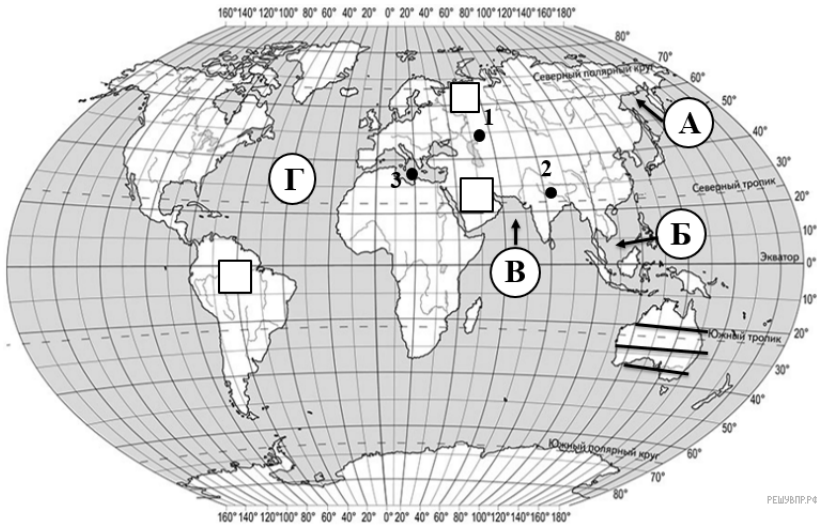 160°140°120°100°80° 60° 40° 20° 0° 20° 40° 60° 80°100°120°140°160°180°
80°
70°
Северный полярный круг
60°
50°
А
1
40°
30°
2
Г
3
Северный тропик
20°
Б
10°
В
Экватор
0°
10°
20°
Южный тропик
30°
40°
50°
Южный полярный круг
60°
70°
80°
160°140°120°100°80° 60° 40° 20° 0° 20° 40° 60° 80° 100°120°140°160°180°
РЕШУВПР.РФ